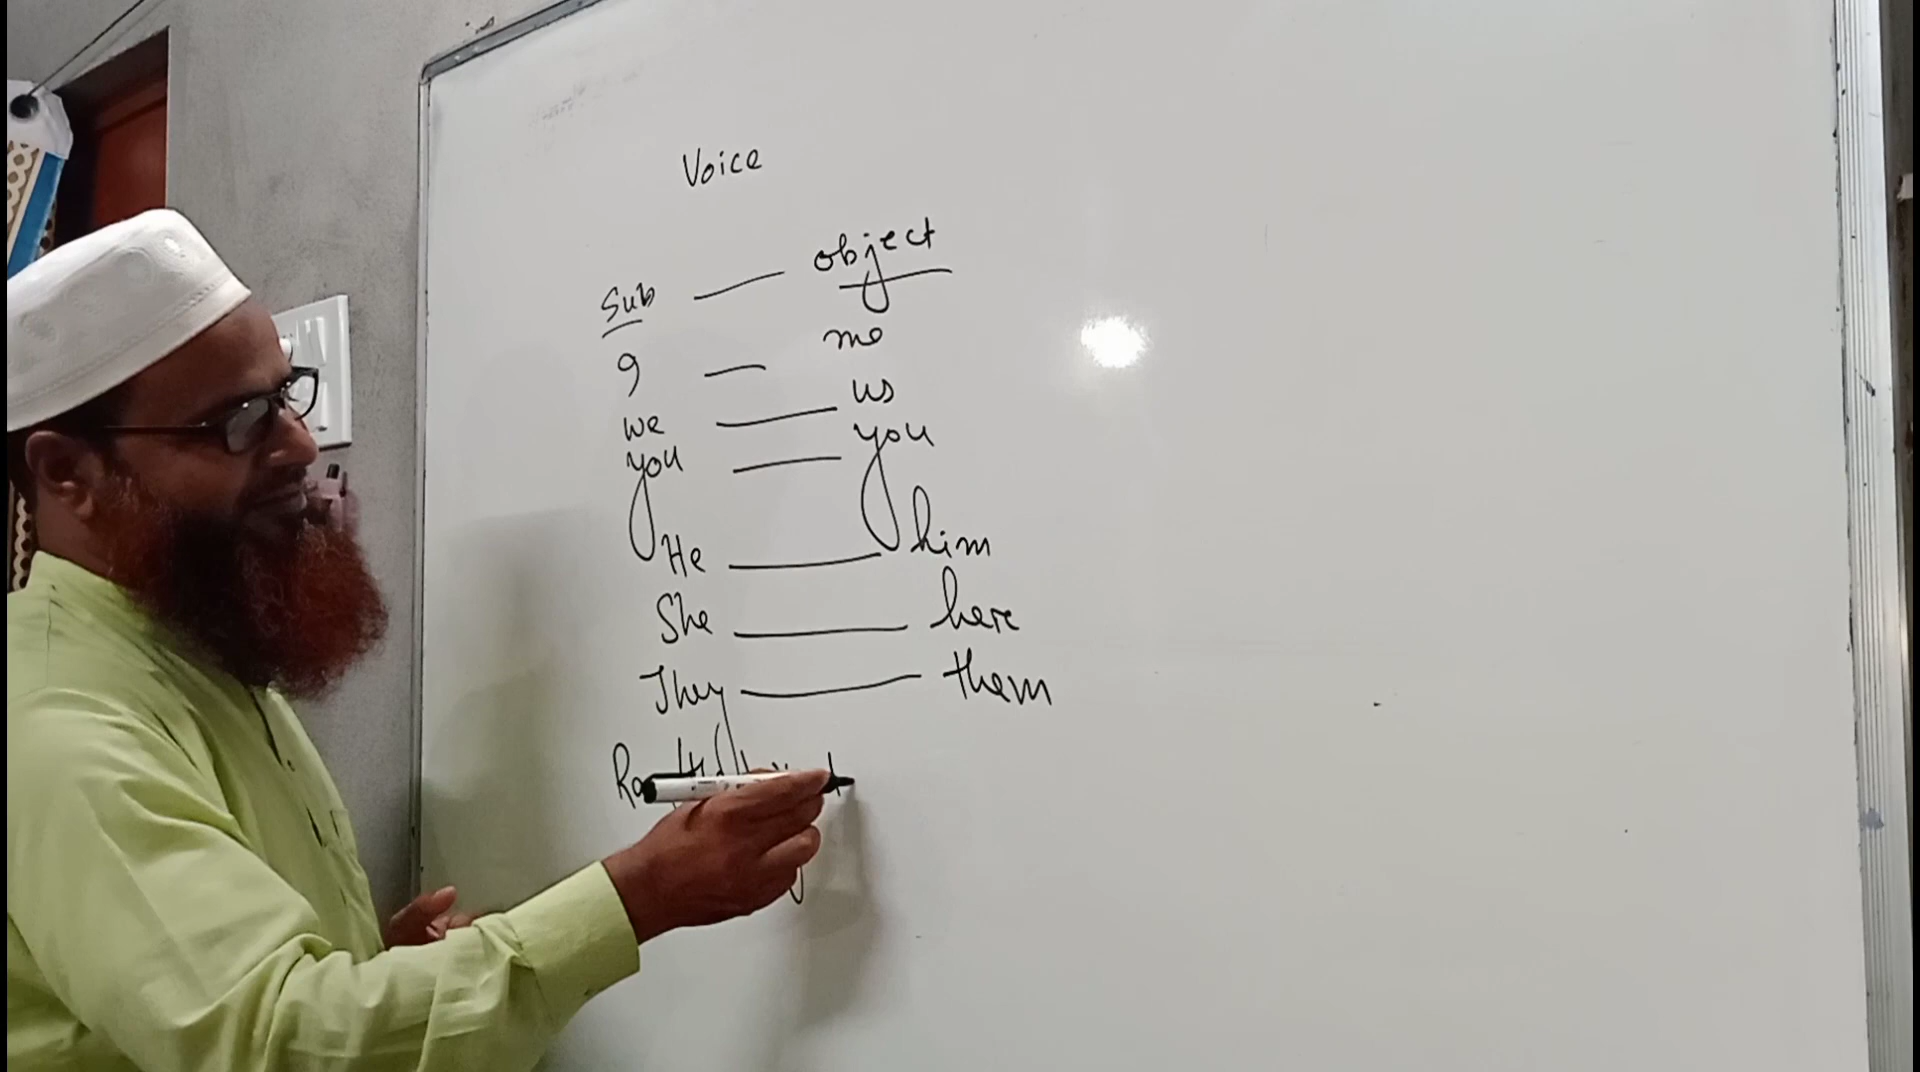 Voice
Sub — object
I — me
we — us
you — you
He — him
She — here
They — them